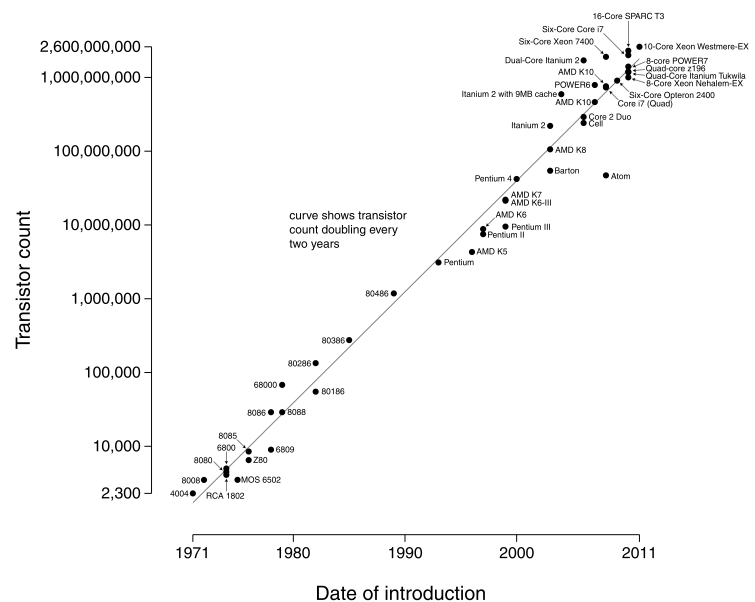 16-Core SPARC T3
Six-Core Core i7
Six-Core Xeon 7400
10-Core Xeon Westmere-EX
Dual-Core Itanium 2
8-core POWER7
Quad-core z196
AMD K10
Quad-Core Itanium Tukwila
POWER6
8-Core Xeon Nehalem-EX
Itanium 2 with 9MB cache
Six-Core Opteron 2400
AMD K10
Core i7 (Quad)
Core 2 Duo
Itanium 2
Cell
AMD K8
Barton
Pentium 4
Atom
AMD K7
AMD K6-III
curve shows transistor
count doubling every
two years
AMD K6
Pentium III
Pentium II
AMD K5
Pentium
80486
80386
80286
68000
80186
8086
8088
8085
6800
6809
8080
Z80
8008
MOS 6502
4004
RCA 1802
2,600,000,000
1,000,000,000
100,000,000
10,000,000
1,000,000
100,000
10,000
2,300
Transistor count
1971
1980
1990
2000
2011
Date of introduction